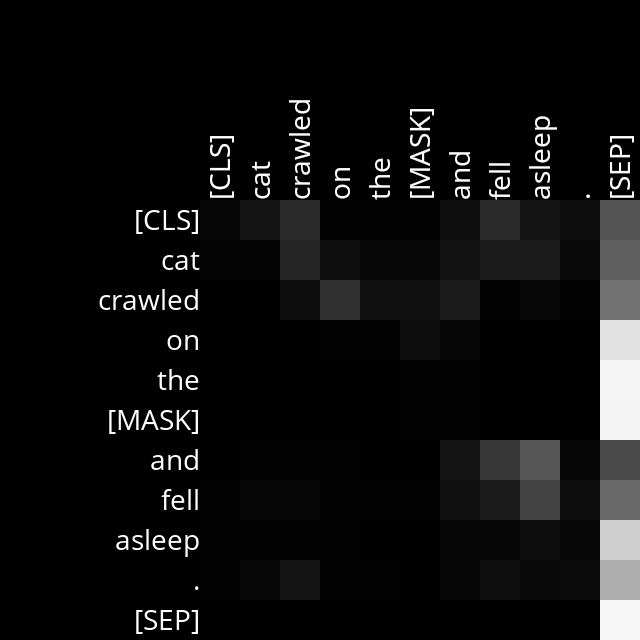 [CLS] cat crawled on the [MASK] and fell asleep . [SEP]
[CLS]
cat
crawled
on
the
[MASK]
and
fell
asleep
.
[SEP]